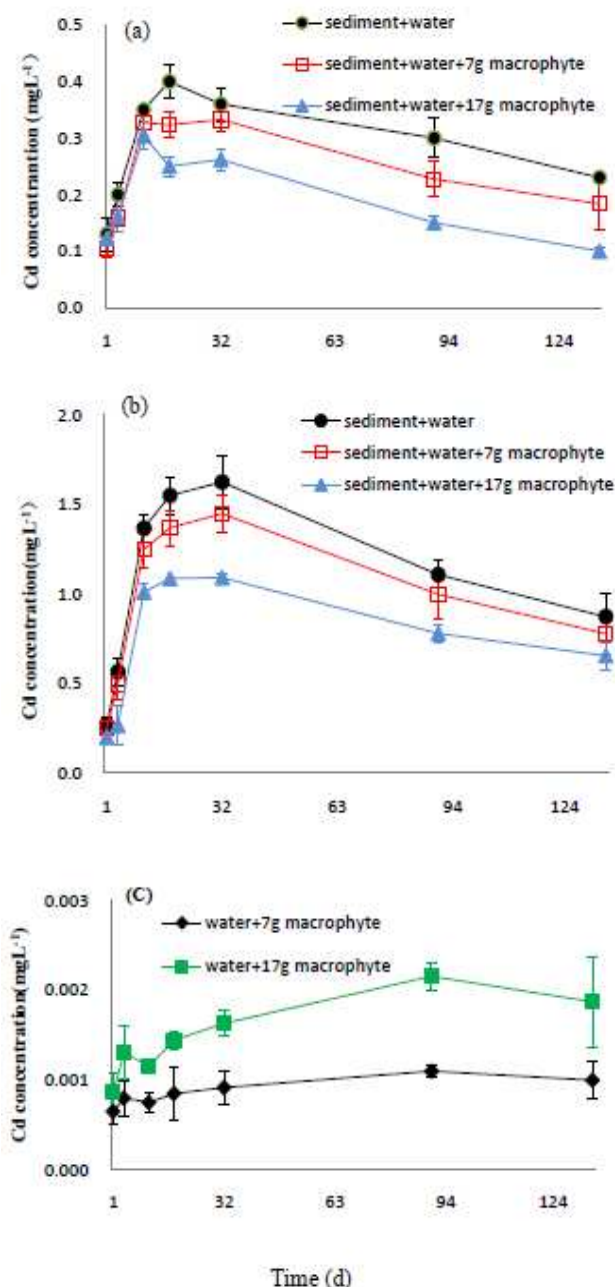 (a)
sediment+water
sediment+water+7g macrophyte
sediment+water+17g macrophyte
Cd concentrantion (mgL-1)
0.5
0.4
0.3
0.2
0.1
0.0
1 32 63 94 124
(b)
sediment+water
sediment+water+7g macrophyte
sediment+water+17g macrophyte
Cd concentration(mgL-1)
2.0
1.5
1.0
0.5
0.0
1 32 63 94 124
(C)
water+7g macrophyte
water+17g macrophyte
Cd concentration(mgL-1)
0.003
0.002
0.001
0.000
1 32 63 94 124
Time (d)